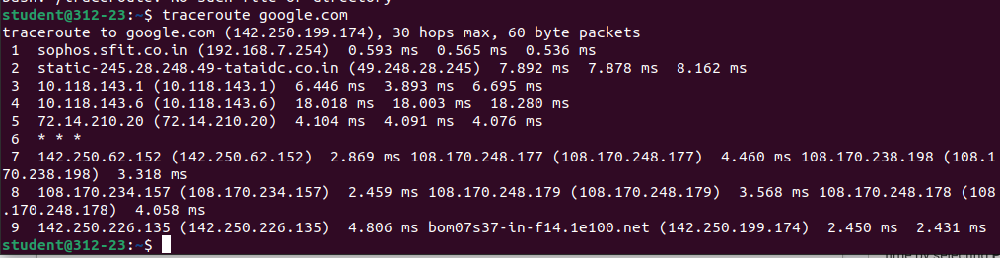 bash: /traceroute: No such file or directory
student@312-23:~$ traceroute google.com
traceroute to google.com (142.250.199.174), 30 hops max, 60 byte packets
 1  sophos.sfit.co.in (192.168.7.254)  0.593 ms  0.565 ms  0.536 ms
 2  static-245.28.248.49-tataidc.co.in (49.248.28.245)  7.892 ms  7.878 ms  8.162 ms
 3  10.118.143.1 (10.118.143.1)  6.446 ms  3.893 ms  6.695 ms
 4  10.118.143.6 (10.118.143.6)  18.018 ms  18.003 ms  18.280 ms
 5  72.14.210.20 (72.14.210.20)  4.104 ms  4.091 ms  4.076 ms
 6  * * *
 7  142.250.62.152 (142.250.62.152)  2.869 ms 108.170.248.177 (108.170.248.177)  4.460 ms 108.170.238.198 (108.1
70.238.198)  3.318 ms
 8  108.170.234.157 (108.170.234.157)  2.459 ms 108.170.248.179 (108.170.248.179)  3.568 ms 108.170.248.178 (108
.170.248.178)  4.058 ms
 9  142.250.226.135 (142.250.226.135)  4.806 ms bom07s37-in-f14.1e100.net (142.250.199.174)  2.450 ms  2.431 ms
student@312-23:~$